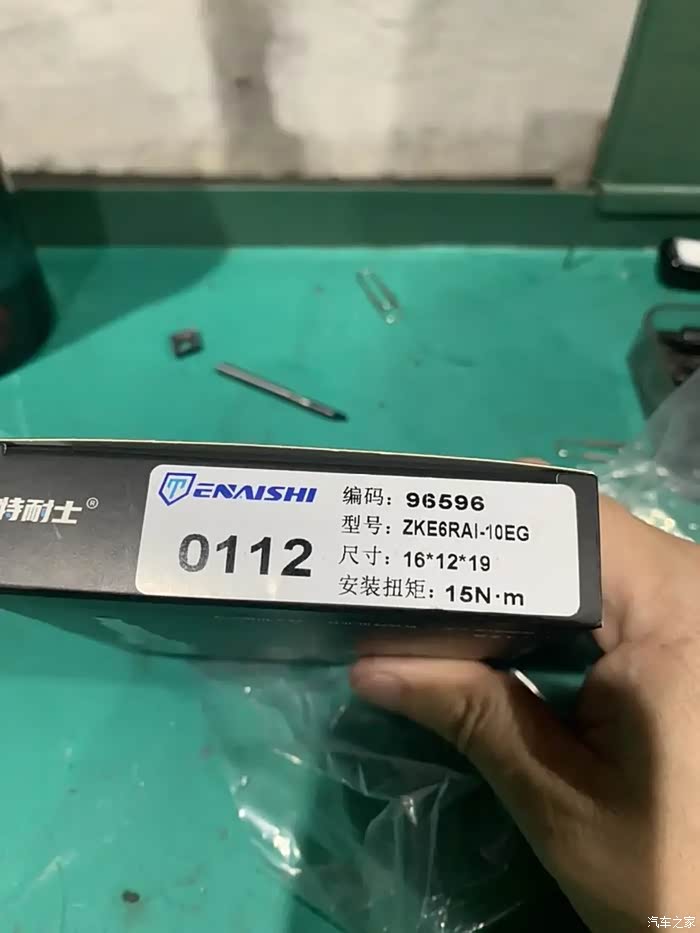 特耐士®
TENAISHI
0112
编码：96596
型号：ZKE6RAI-10EG
尺寸：16*12*19
安装扭矩：15N·m
汽车之家